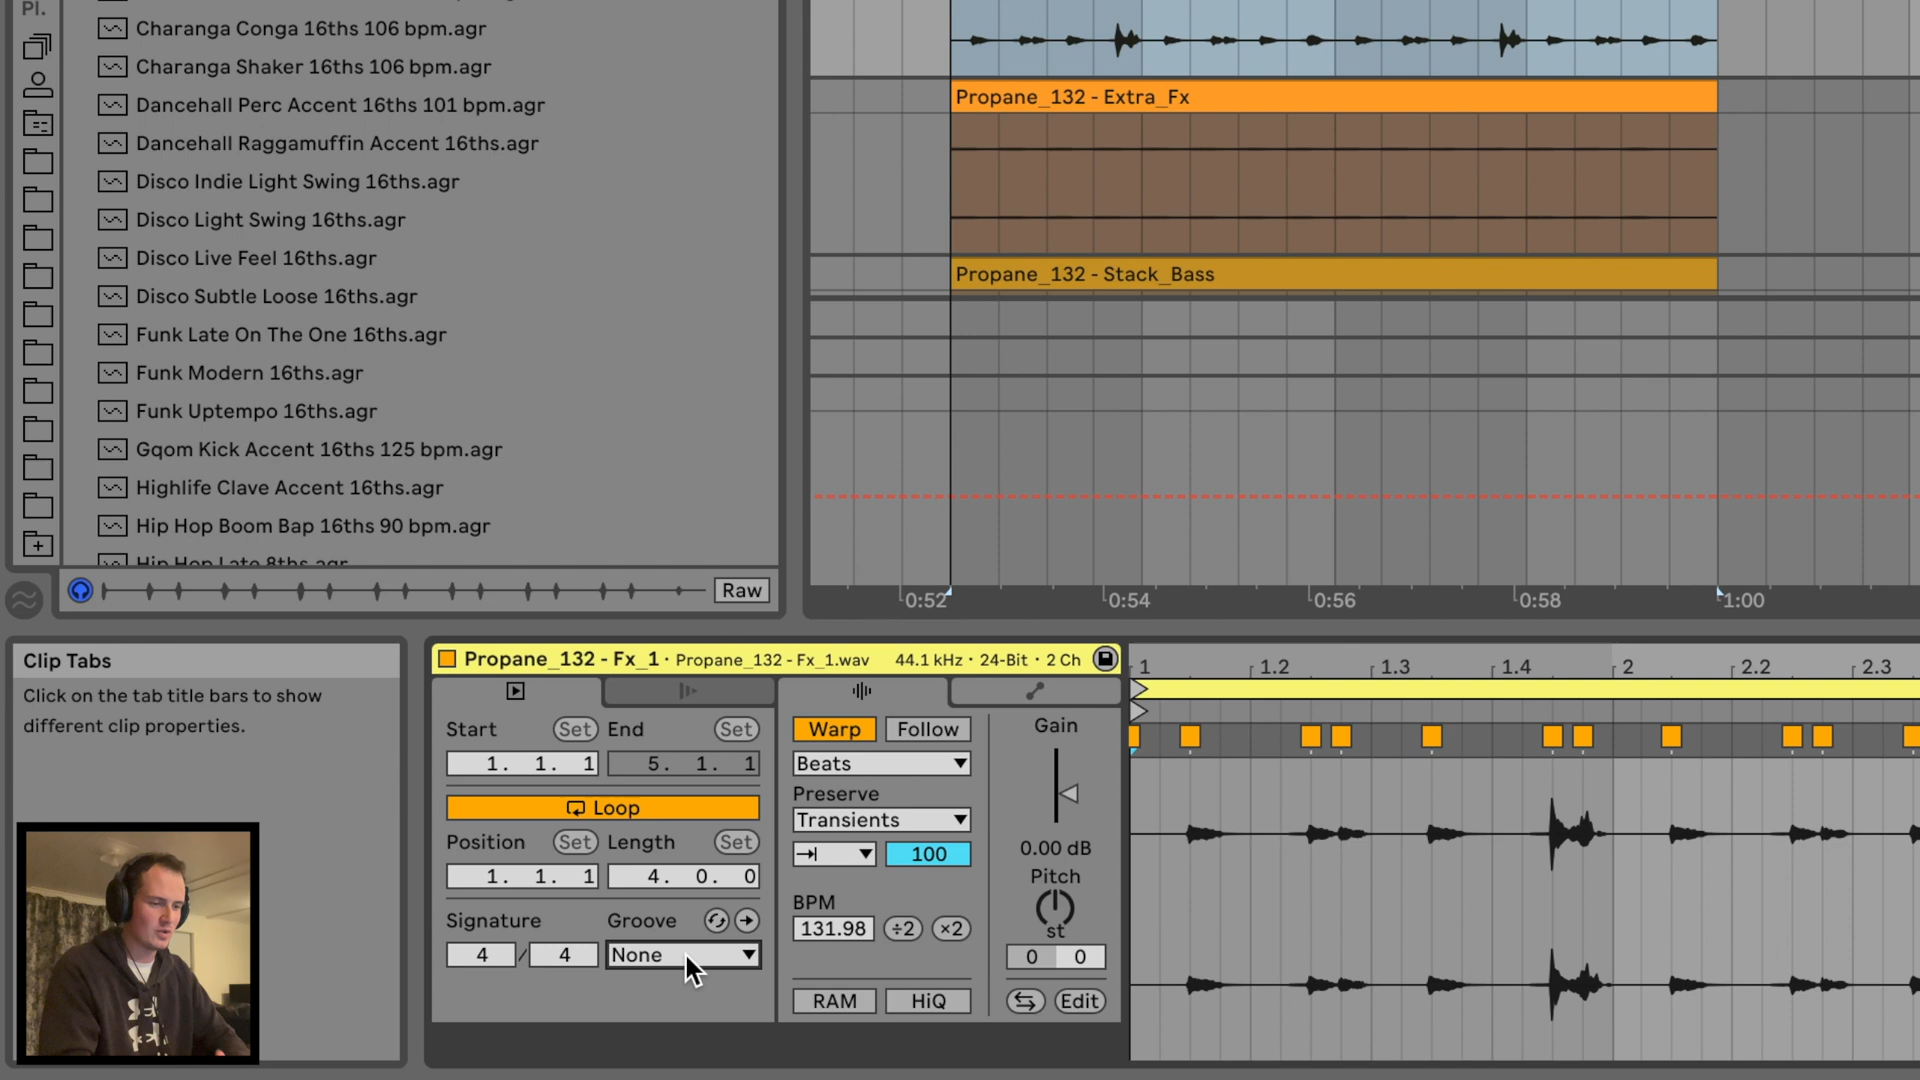 Pl.
Charanga Conga 16ths 106 bpm.agr
Charanga Shaker 16ths 106 bpm.agr
Dancehall Perc Accent 16ths 101 bpm.agr
Dancehall Raggamuffin Accent 16ths.agr
Disco Indie Light Swing 16ths.agr
Disco Light Swing 16ths.agr
Disco Live Feel 16ths.agr
Disco Subtle Loose 16ths.agr
Funk Late On The One 16ths.agr
Funk Modern 16ths.agr
Funk Uptempo 16ths.agr
Gqom Kick Accent 16ths 125 bpm.agr
Highlife Clave Accent 16ths.agr
Hip Hop Boom Bap 16ths 90 bpm.agr
Hip Hop Late 8ths.agr
Raw
Propane_132 - Extra_Fx
Propane_132 - Stack_Bass
0:52 0:54 0:56 0:58 1:00
Clip Tabs
Click on the tab title bars to show
different clip properties.
Propane_132 - Fx_1 · Propane_132 - Fx_1.wav 44.1 kHz · 24-Bit · 2 Ch
Start Set End Set
1. 1. 1 5. 1. 1
Loop
Position Set Length Set
1. 1. 1 4. 0. 0
Signature Groove
4 / 4 None
Warp Follow
Beats
Preserve
Transients
100
BPM
131.98 ÷2 ×2
RAM HiQ
Gain
0.00 dB
Pitch
st
0 0
Edit
1 1.2 1.3 1.4 2 2.2 2.3